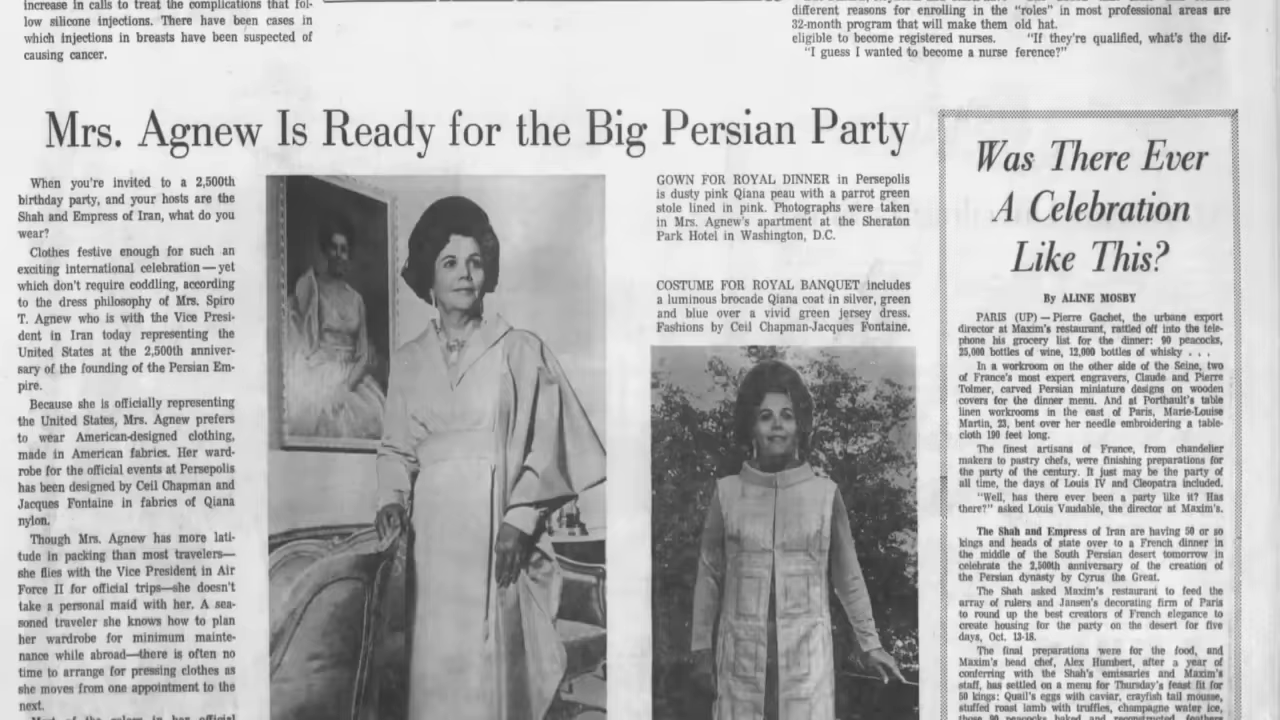 increase in calls to treat the complications that fol-
low silicone injections. There have been cases in
which injections in breasts have been suspected of
causing cancer.
different reasons for enrolling in the
32-month program that will make them
eligible to become registered nurses.
"I guess I wanted to become a nurse
"roles" in most professional areas are
old hat.
"If they're qualified, what's the dif-
ference?"
Mrs. Agnew Is Ready for the Big Persian Party
When you're invited to a 2,500th
birthday party, and your hosts are the
Shah and Empress of Iran, what do you
wear?
Clothes festive enough for such an
exciting international celebration — yet
which don't require coddling, according
to the dress philosophy of Mrs. Spiro
T. Agnew who is with the Vice Presi-
dent in Iran today representing the
United States at the 2,500th anniver-
sary of the founding of the Persian Em-
pire.
Because she is officially representing
the United States, Mrs. Agnew prefers
to wear American-designed clothing,
made in American fabrics. Her ward-
robe for the official events at Persepolis
has been designed by Ceil Chapman and
Jacques Fontaine in fabrics of Qiana
nylon.
Though Mrs. Agnew has more lati-
tude in packing than most travelers—
she flies with the Vice President in Air
Force II for official trips—she doesn't
take a personal maid with her. A sea-
soned traveler she knows how to plan
her wardrobe for minimum mainte-
nance while abroad—there is often no
time to arrange for pressing clothes as
she moves from one appointment to the
next.
GOWN FOR ROYAL DINNER in Persepolis
is dusty pink Qiana peau with a parrot green
stole lined in pink. Photographs were taken
in Mrs. Agnew's apartment at the Sheraton
Park Hotel in Washington, D.C.
COSTUME FOR ROYAL BANQUET includes
a luminous brocade Qiana coat in silver, green
and blue over a vivid green jersey dress.
Fashions by Ceil Chapman-Jacques Fontaine.
Was There Ever
A Celebration
Like This?
By ALINE MOSBY
PARIS (UP) — Pierre Gachet, the urbane export
director at Maxim's restaurant, rattled off into the tele-
phone his grocery list for the dinner: 90 peacocks,
25,000 bottles of wine, 12,000 bottles of whisky . . .
In a workroom on the other side of the Seine, two
of France's most expert engravers, Claude and Pierre
Tolmer, carved Persian miniature designs on wooden
covers for the dinner menu. And at Porthault's table
linen workrooms in the east of Paris, Marie-Louise
Martin, 23, bent over her needle embroidering a table-
cloth 190 feet long.
The finest artisans of France, from chandelier
makers to pastry chefs, were finishing preparations for
the party of the century. It just may be the party of
all time, the days of Louis IV and Cleopatra included.
"Well, has there ever been a party like it? Has
there?" asked Louis Vaudable, the director at Maxim's.
The Shah and Empress of Iran are having 50 or so
kings and heads of state over to a French dinner in
the middle of the South Persian desert tomorrow in
celebrate the 2,500th anniversary of the creation of
the Persian dynasty by Cyrus the Great.
The Shah asked Maxim's restaurant to feed the
array of rulers and Jansen's decorating firm of Paris
to round up the best creators of French elegance to
create housing for the party on the desert for five
days, Oct. 13-18.
The final preparations were for the food, and
Maxim's head chef, Alex Humbert, after a year of
conferring with the Shah's emissaries and Maxim's
staff, has settled on a menu for Thursday's feast fit for
50 kings: Quail's eggs with caviar, crayfish tail mousse,
stuffed roast lamb with truffles, champagne water ice,